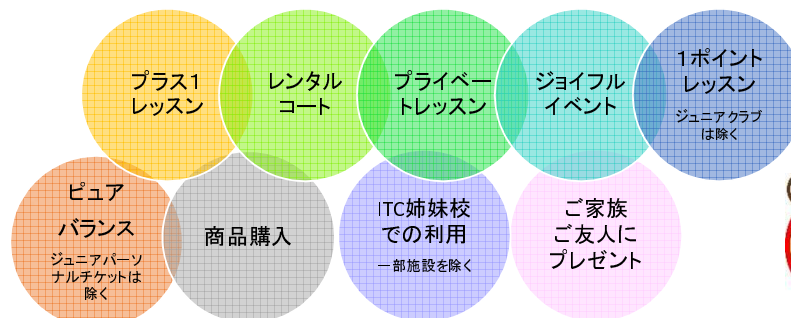 プラス1
レッスン
レンタル
コート
プライベー
トレッスン
ジョイフル
イベント
1ポイント
レッスン
ジュニアクラブ
は除く
ピュア
バランス
ジュニアパーソ
ナルチケットは
除く
商品購入
ITC姉妹校
での利用
一部施設を除く
ご家族
ご友人に
プレゼント